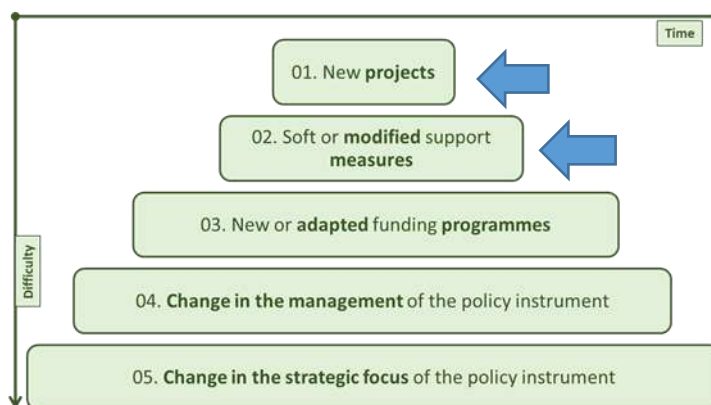 Time
01. New projects
02. Soft or modified support
measures
03. New or adapted funding programmes
Difficulty
04. Change in the management of the policy instrument
05. Change in the strategic focus of the policy instrument